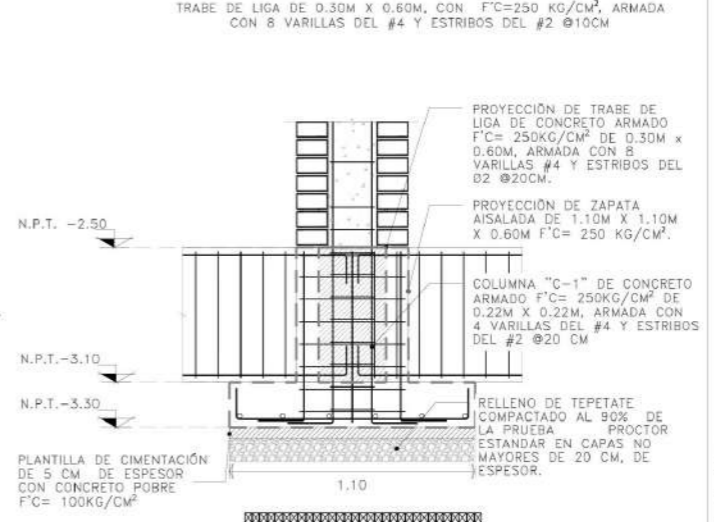 TRABE DE LIGA DE 0.30M X 0.60M, CON F'C=250 KG/CM², ARMADA
CON 8 VARILLAS DEL #4 Y ESTRIBOS DEL #2 @10CM
PROYECCIÓN DE TRABE DE
LIGA DE CONCRETO ARMADO
F'C= 250KG/CM² DE 0.30M x
0.60M, ARMADA CON 8
VARILLAS #4 Y ESTRIBOS DEL
Ø2 @20CM.
N.P.T. -2.50
PROYECCIÓN DE ZAPATA
AISALADA DE 1.10M X 1.10M
X 0.60M F'C= 250 KG/CM².
COLUMNA "C-1" DE CONCRETO
ARMADO F'C= 250KG/CM² DE
0.22M X 0.22M, ARMADA CON
4 VARILLAS DEL #4 Y ESTRIBOS
DEL #2 @20 CM
N.P.T.-3.10
N.P.T.-3.30
RELLENO DE TEPETATE
COMPACTADO AL 90% DE
LA PRUEBA PROCTOR
ESTANDAR EN CAPAS NO
MAYORES DE 20 CM, DE
ESPESOR.
PLANTILLA DE CIMENTACIÓN
DE 5 CM DE ESPESOR
CON CONCRETO POBRE
F'C= 100KG/CM²
1.10